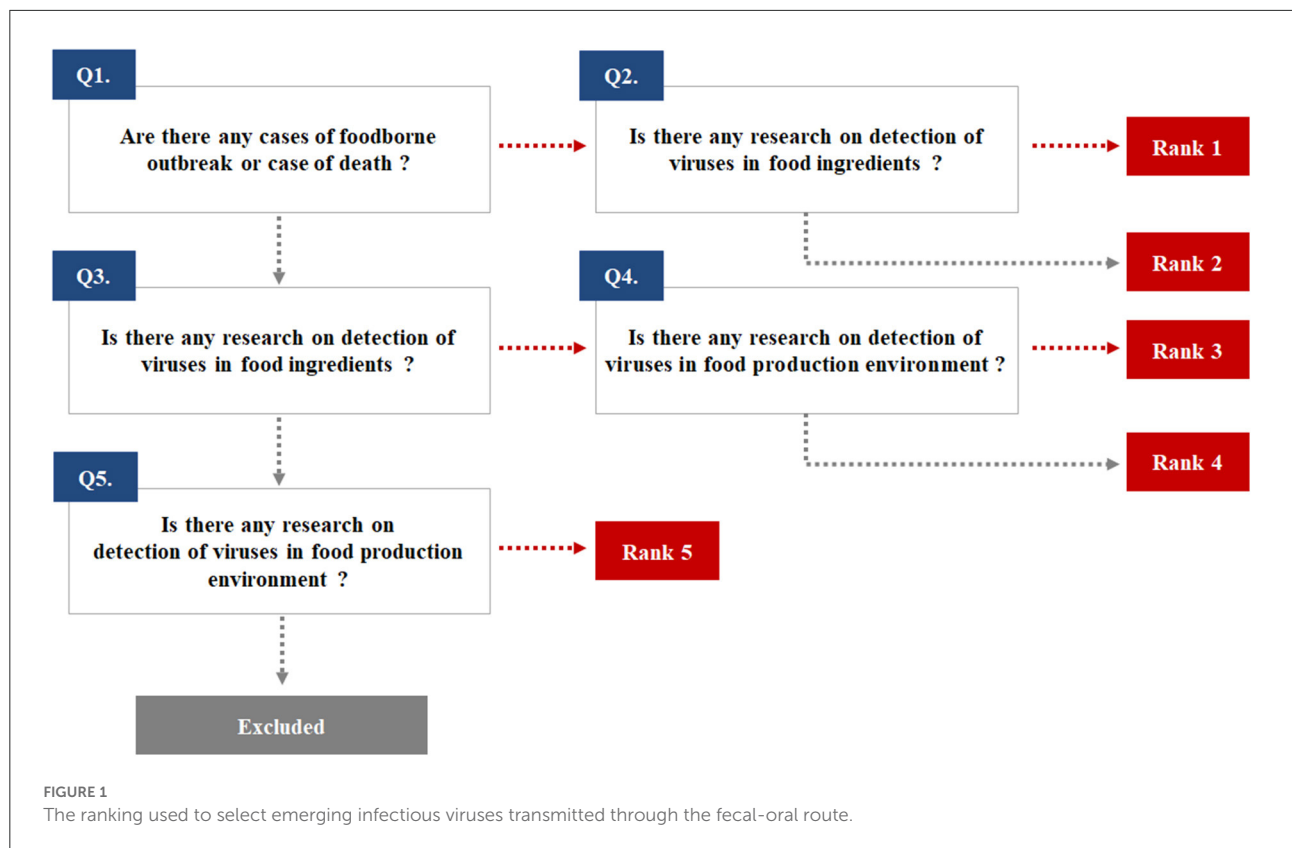 Q1.
Are there any cases of foodborne
outbreak or case of death ?
Q2.
Is there any research on detection of
viruses in food ingredients ?
Rank 1
Rank 2
Q3.
Is there any research on detection of
viruses in food ingredients ?
Q4.
Is there any research on detection of
viruses in food production environment ?
Rank 3
Rank 4
Q5.
Is there any research on
detection of viruses in food production
environment ?
Rank 5
Excluded
FIGURE 1
The ranking used to select emerging infectious viruses transmitted through the fecal-oral route.